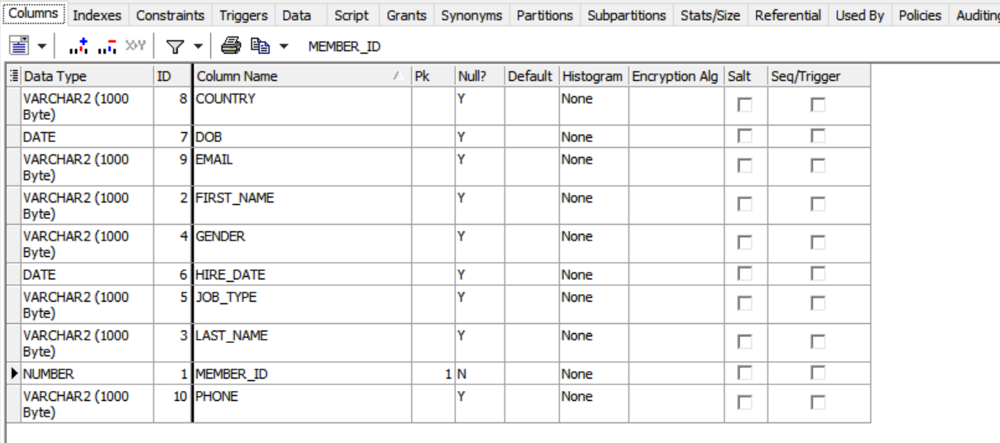 Columns Indexes Constraints Triggers Data Script Grants Synonyms Partitions Subpartitions Stats/Size Referential Used By Policies Auditing
X›Y MEMBER_ID
Data Type ID Column Name Pk Null? Default Histogram Encryption Alg Salt Seq/Trigger
VARCHAR2 (1000 8 COUNTRY Y None
Byte)
DATE 7 DOB Y None
VARCHAR2 (1000 9 EMAIL Y None
Byte)
VARCHAR2 (1000 2 FIRST_NAME Y None
Byte)
VARCHAR2 (1000 4 GENDER Y None
Byte)
DATE 6 HIRE_DATE Y None
VARCHAR2 (1000 5 JOB_TYPE Y None
Byte)
VARCHAR2 (1000 3 LAST_NAME Y None
Byte)
NUMBER 1 MEMBER_ID 1 N None
VARCHAR2 (1000 10 PHONE Y None
Byte)